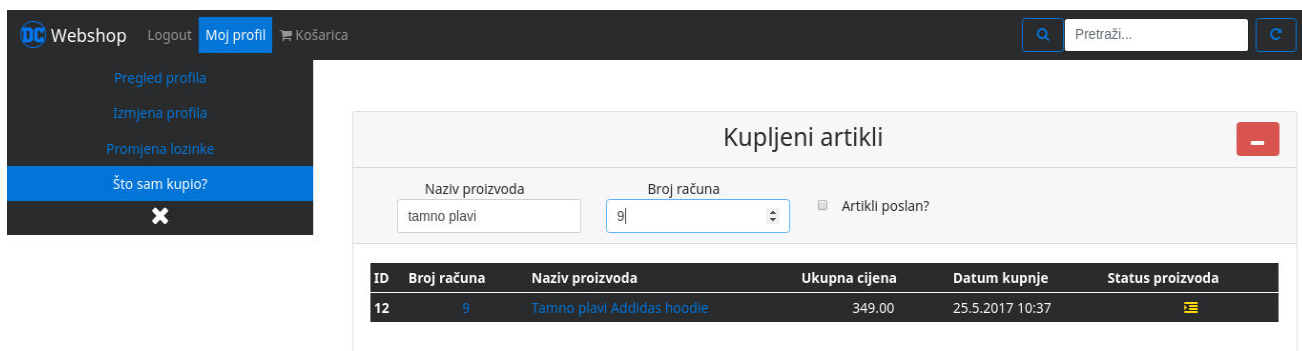 DC Webshop Logout Moj profil Košarica Pretraži...
Pregled profila
Izmjena profila
Promjena lozinke
Što sam kupio?
Kupljeni artikli
Naziv proizvoda Broj računa
tamno plavi 9 Artikli poslan?
ID Broj računa Naziv proizvoda Ukupna cijena Datum kupnje Status proizvoda
12 9 Tamno plavi Addidas hoodie 349.00 25.5.2017 10:37